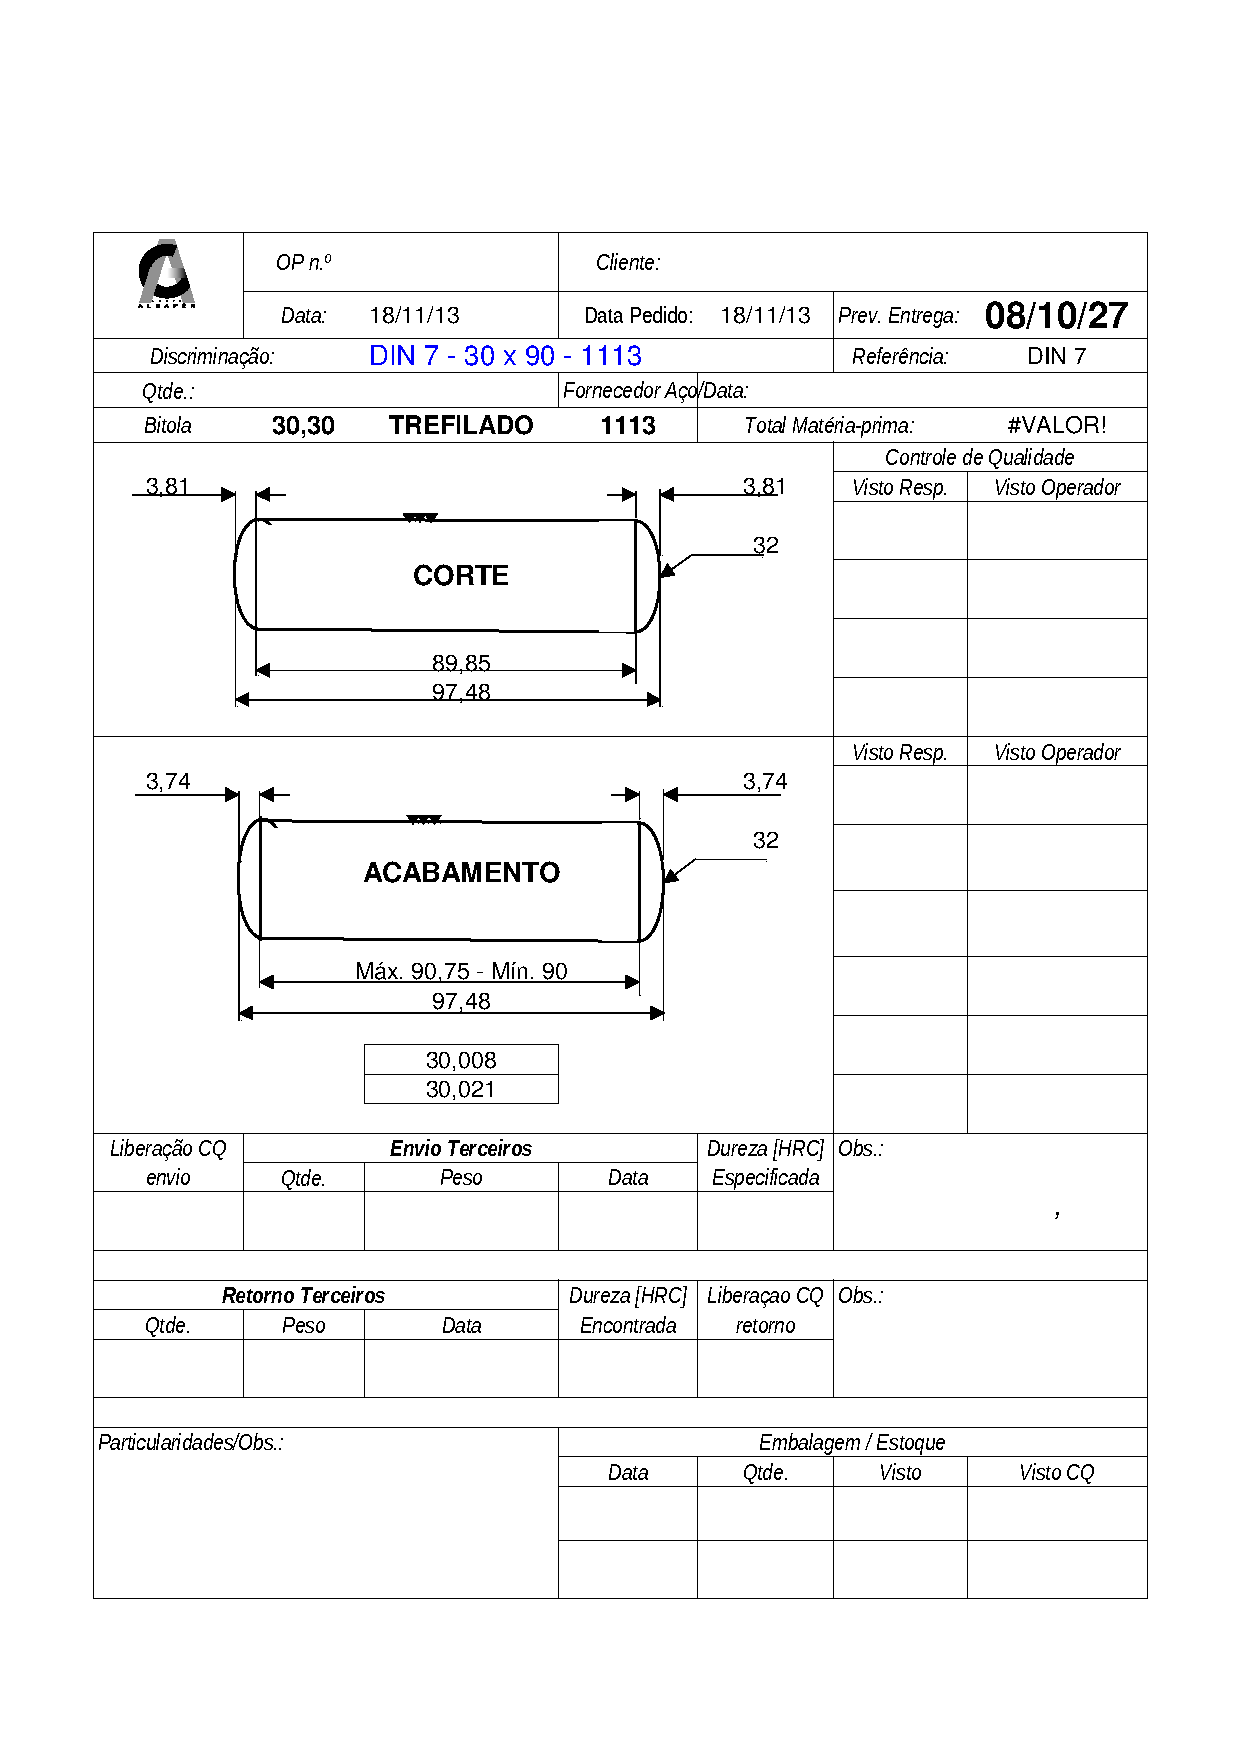 OP n.º Cliente:
ALBAFER
Data: 18/11/13 Data Pedido: 18/11/13 Prev. Entrega: 08/10/27
Discriminação: DIN 7 - 30 x 90 - 1113 Referência: DIN 7
Qtde.: Fornecedor Aço/Data:
Bitola 30,30 TREFILADO 1113 Total Matéria-prima: #VALOR!
Controle de Qualidade
3,81 3,81 Visto Resp. Visto Operador
32
CORTE
89,85
97,48
Visto Resp. Visto Operador
3,74 3,74
32
ACABAMENTO
Máx. 90,75 - Mín. 90
97,48
30,008
30,021
Liberação CQ Envio Terceiros Dureza [HRC] Obs.:
envio Qtde. Peso Data Especificada
,
Retorno Terceiros Dureza [HRC] Liberaçao CQ Obs.:
Qtde. Peso Data Encontrada retorno
Particularidades/Obs.: Embalagem / Estoque
Data Qtde. Visto Visto CQ